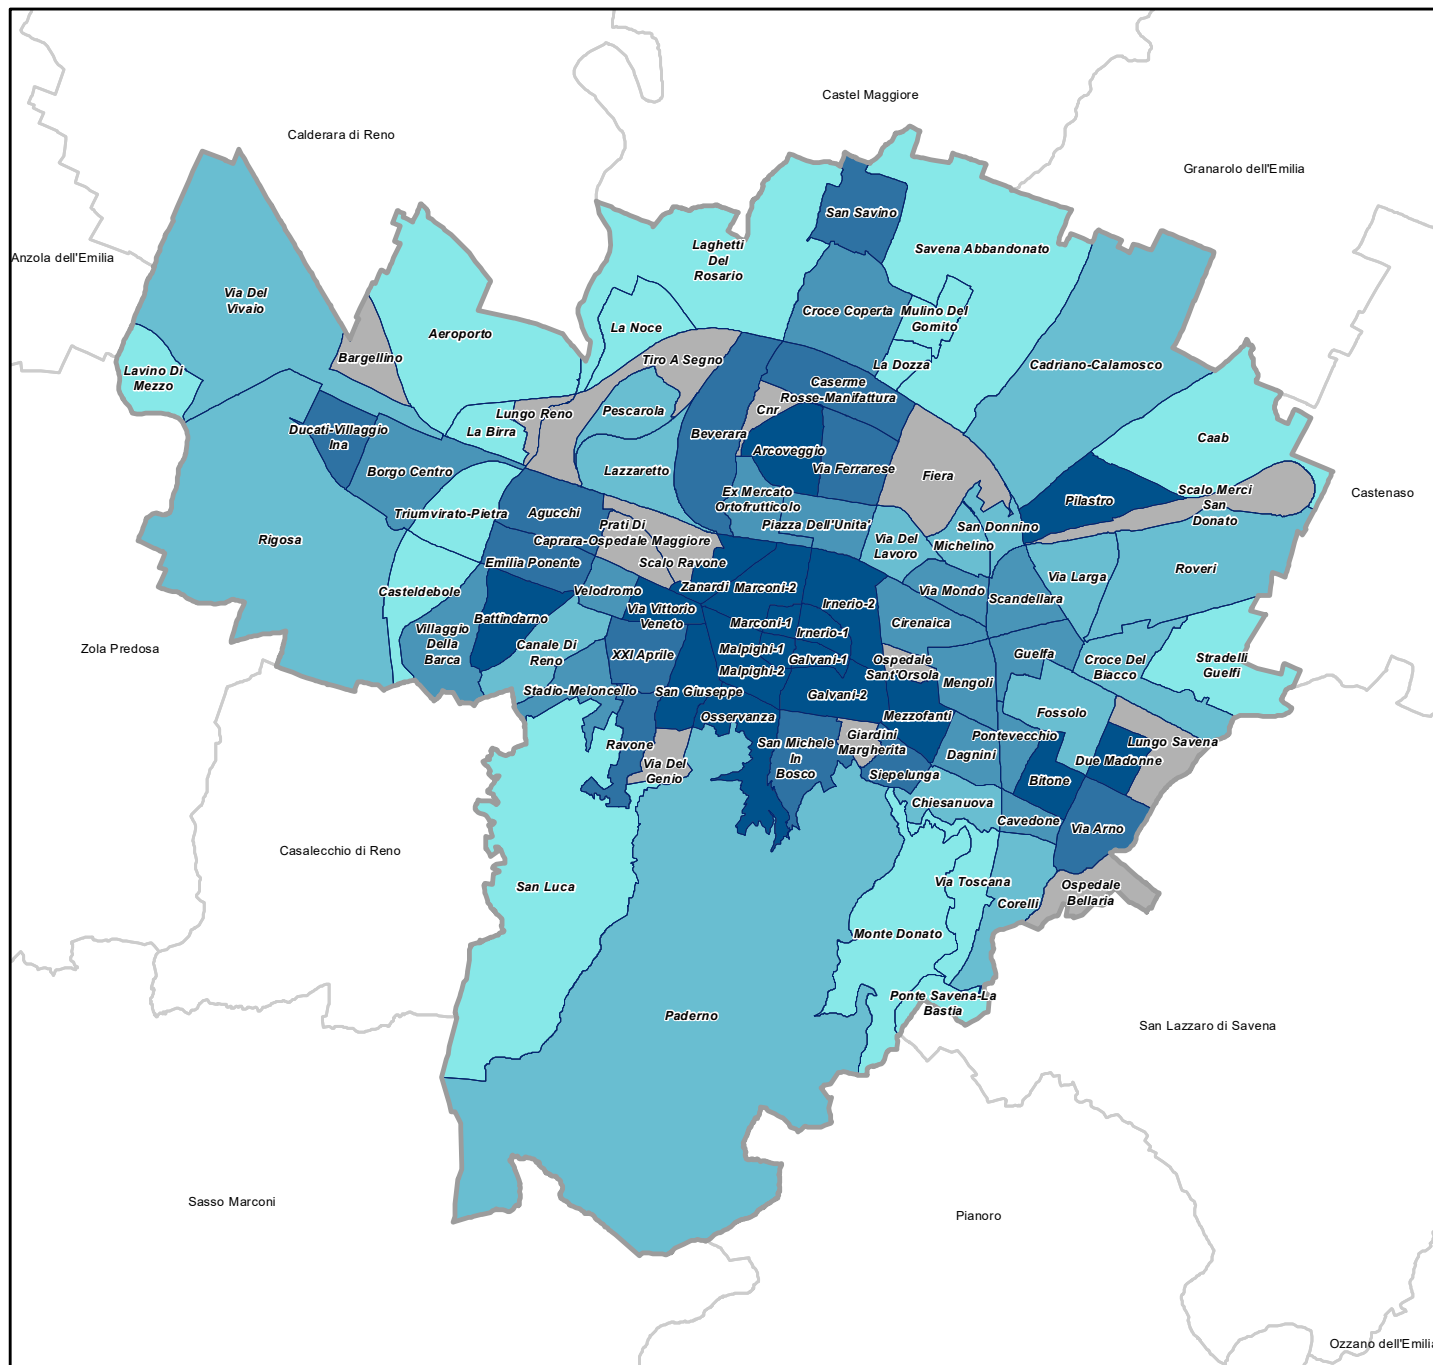 Castel Maggiore
Calderara di Reno
Granarolo dell'Emilia
San Savino
Laghetti
Del
Rosario
Savena Abbandonato
Anzola dell'Emilia
Via Del
Vivaio
Croce Coperta
Mulino Del
Gomito
La Noce
Aeroporto
Bargellino
Tiro A Segno
La Dozza
Cadriano-Calamosco
Lavino Di
Mezzo
Caserme
Rosse-Manifattura
Pescarola
Cnr
Lungo Reno
La Birra
Ducati-Villaggio
Ina
Beverara
Caab
Arcoveggio
Via Ferrarese
Borgo Centro
Lazzaretto
Fiera
Ex Mercato
Ortofrutticolo
Pilastro
Scalo Merci
San
Donato
Castenaso
Triumvirato-Pietra
Agucchi
Prati Di
Caprara-Ospedale Maggiore
Piazza Dell'Unita'
San Donnino
Via Del
Lavoro
Michelino
Rigosa
Emilia Ponente
Scalo Ravone
Via Larga
Roveri
Casteldebole
Velodromo
Zanardi
Marconi-2
Via Mondo
Scandellara
Battindarno
Via Vittorio
Veneto
Irnerio-2
Marconi-1
Irnerio-1
Cirenaica
Villaggio
Della
Barca
Canale Di
Reno
XXI Aprile
Malpighi-1
Malpighi-2
Galvani-1
Ospedale
Sant'Orsola
Guelfa
Croce Del
Biacco
Stradelli
Guelfi
Zola Predosa
Mengoli
Stadio-Meloncello
San Giuseppe
Galvani-2
Osservanza
Mezzofanti
Fossolo
Ravone
Via Del
Genio
San Michele
In
Bosco
Giardini
Margherita
Pontevecchio
Dagnini
Lungo Savena
Due Madonne
Siepelunga
Bitone
Chiesanuova
Cavedone
Via Arno
Casalecchio di Reno
San Luca
Via Toscana
Corelli
Ospedale
Bellaria
Monte Donato
Ponte Savena-La
Bastia
Paderno
San Lazzaro di Savena
Sasso Marconi
Pianoro
Ozzano dell'Emilia